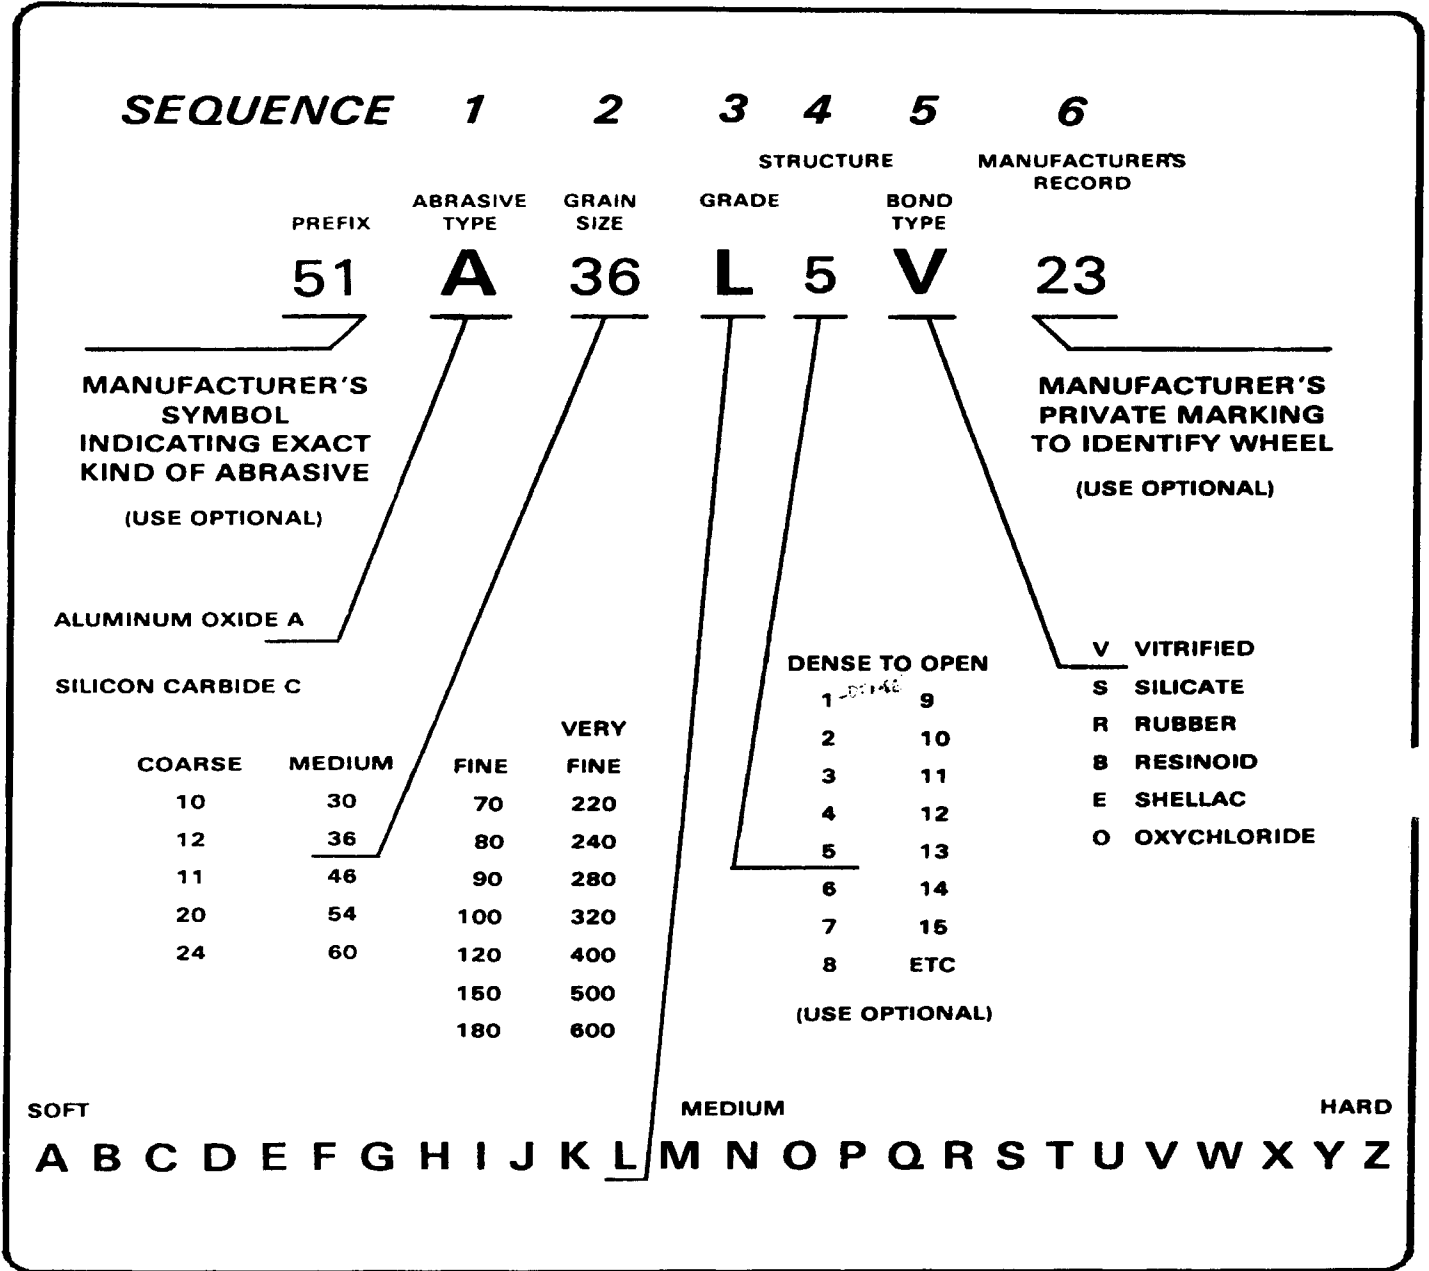 SEQUENCE 1 2 3 4 5 6
STRUCTURE MANUFACTURER'S
RECORD
PREFIX ABRASIVE TYPE GRAIN SIZE GRADE BOND TYPE
51 A 36 L 5 V 23
MANUFACTURER'S
SYMBOL
INDICATING EXACT
KIND OF ABRASIVE
(USE OPTIONAL)
MANUFACTURER'S
PRIVATE MARKING
TO IDENTIFY WHEEL
(USE OPTIONAL)
ALUMINUM OXIDE A
SILICON CARBIDE C
COARSE MEDIUM FINE VERY FINE
10 30 70 220
12 36 80 240
11 46 90 280
20 54 100 320
24 60 120 400
150 500
180 600
DENSE TO OPEN
1 9
2 10
3 11
4 12
5 13
6 14
7 15
8 ETC
(USE OPTIONAL)
V VITRIFIED
S SILICATE
R RUBBER
B RESINOID
E SHELLAC
O OXYCHLORIDE
SOFT MEDIUM HARD
A B C D E F G H I J K L M N O P Q R S T U V W X Y Z